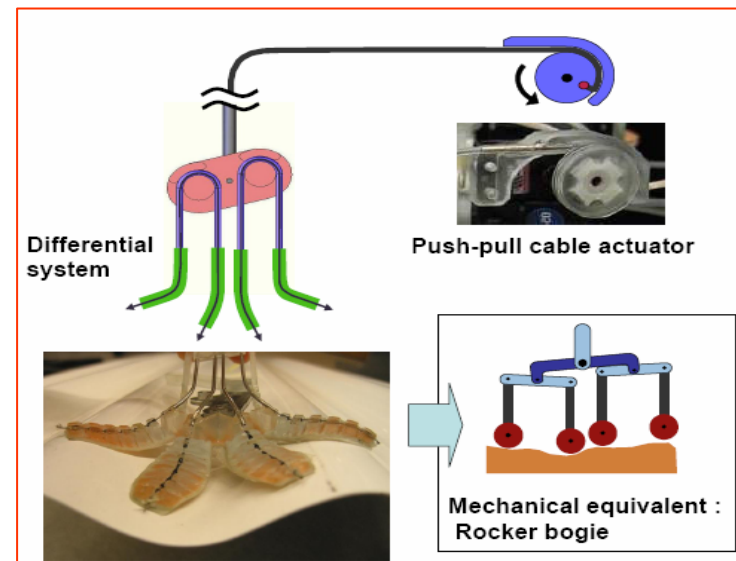 Differential
system
Push-pull cable actuator
Mechanical equivalent :
Rocker bogie